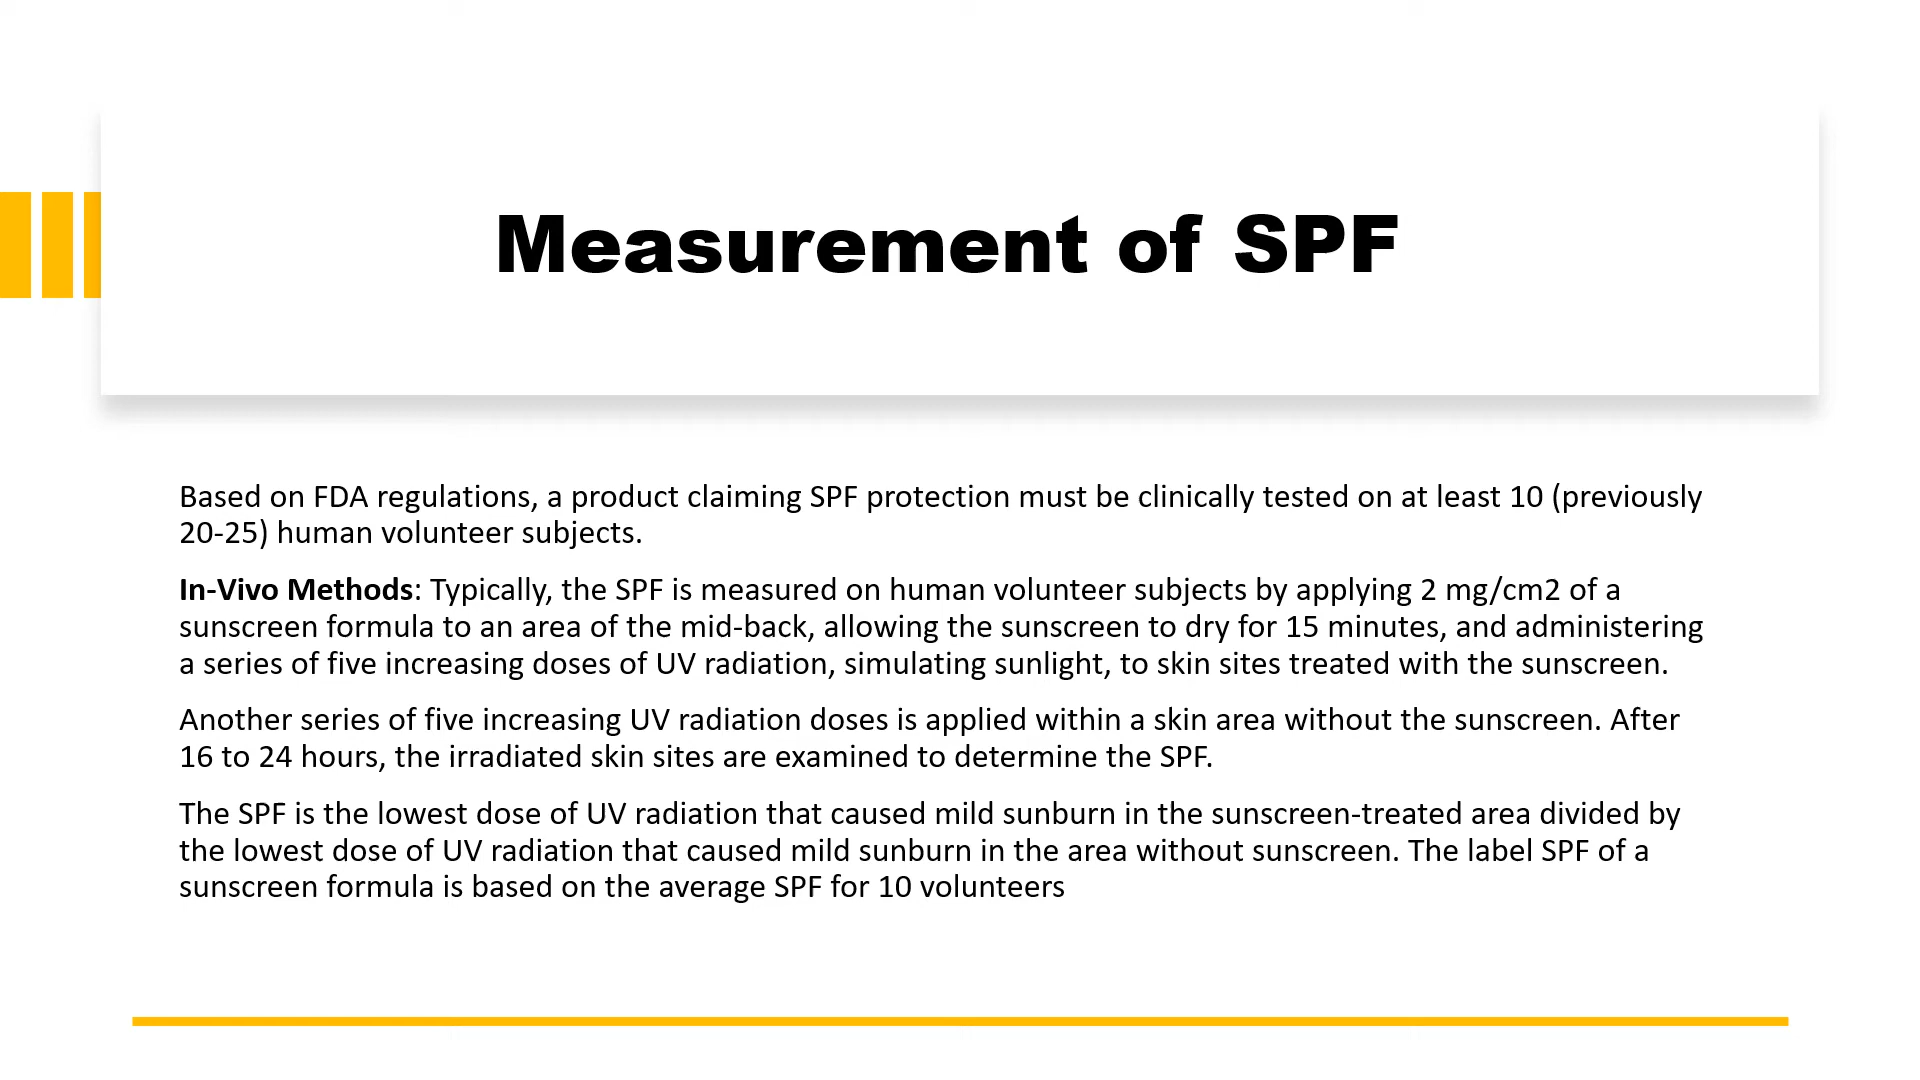 Measurement of SPF
Based on FDA regulations, a product claiming SPF protection must be clinically tested on at least 10 (previously
20-25) human volunteer subjects.
In-Vivo Methods: Typically, the SPF is measured on human volunteer subjects by applying 2 mg/cm2 of a
sunscreen formula to an area of the mid-back, allowing the sunscreen to dry for 15 minutes, and administering
a series of five increasing doses of UV radiation, simulating sunlight, to skin sites treated with the sunscreen.
Another series of five increasing UV radiation doses is applied within a skin area without the sunscreen. After
16 to 24 hours, the irradiated skin sites are examined to determine the SPF.
The SPF is the lowest dose of UV radiation that caused mild sunburn in the sunscreen-treated area divided by
the lowest dose of UV radiation that caused mild sunburn in the area without sunscreen. The label SPF of a
sunscreen formula is based on the average SPF for 10 volunteers